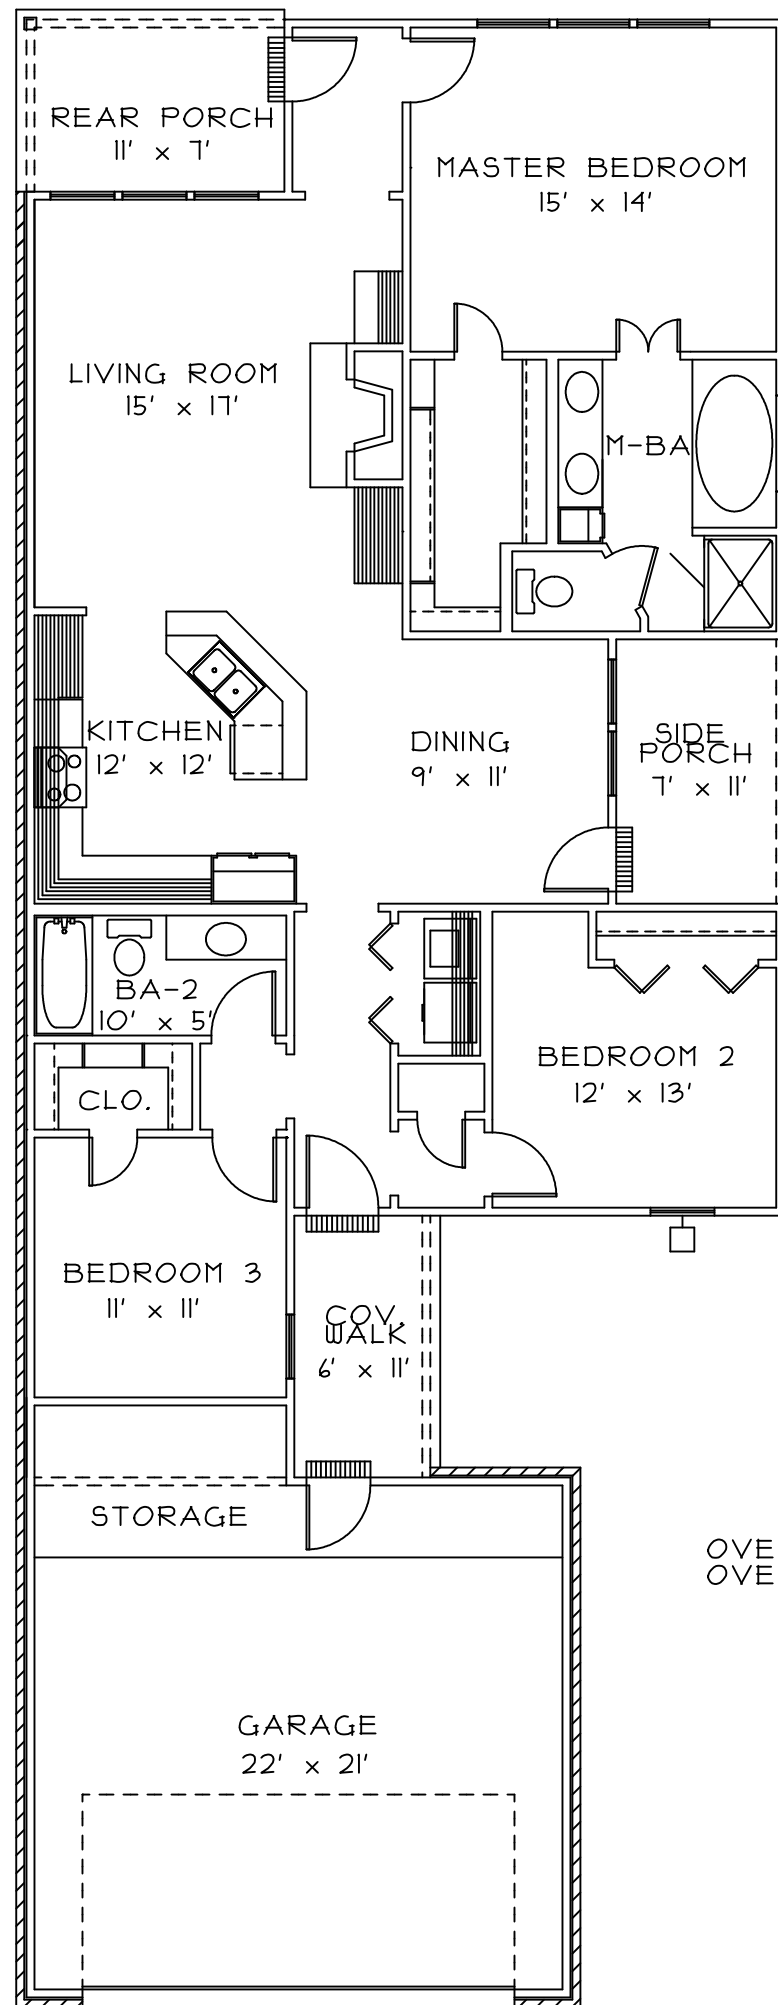 REAR PORCH
11' x 7'
MASTER BEDROOM
15' x 14'
LIVING ROOM
15' x 17'
M-BA
KITCHEN
12' x 12'
DINING
9' x 11'
SIDE
PORCH
7' x 11'
BA-2
10' x 5'
CLO.
BEDROOM 2
12' x 13'
BEDROOM 3
11' x 11'
COV.
WALK
6' x 11'
STORAGE
OVE
OVE
GARAGE
22' x 21'